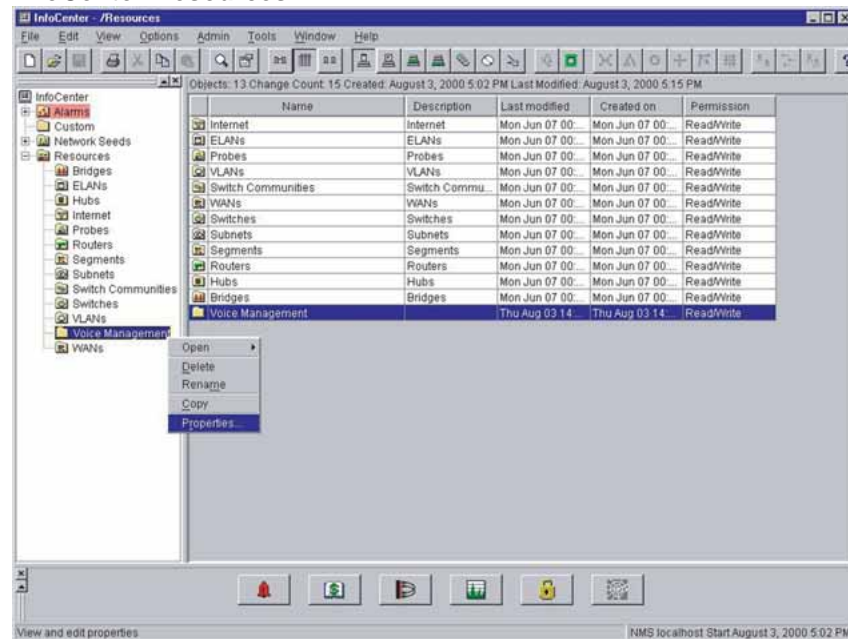 InfoCenter - /Resources
File Edit View Options Admin Tools Window Help
Objects: 13 Change Count: 15 Created: August 3, 2000 5:02 PM Last Modified: August 3, 2000 5:15 PM
InfoCenter
Alarms
Custom
Network Seeds
Resources
Bridges
ELANs
Hubs
Internet
Probes
Routers
Segments
Subnets
Switch Communities
Switches
VLANs
Voice Management
WANs
Name Description Last modified Created on Permission
Internet Internet Mon Jun 07 00:... Mon Jun 07 00:... Read/Write
ELANs ELANs Mon Jun 07 00:... Mon Jun 07 00:... Read/Write
Probes Probes Mon Jun 07 00:... Mon Jun 07 00:... Read/Write
VLANs VLANs Mon Jun 07 00:... Mon Jun 07 00:... Read/Write
Switch Communities Switch Commu... Mon Jun 07 00:... Mon Jun 07 00:... Read/Write
WANs WANs Mon Jun 07 00:... Mon Jun 07 00:... Read/Write
Switches Switches Mon Jun 07 00:... Mon Jun 07 00:... Read/Write
Subnets Subnets Mon Jun 07 00:... Mon Jun 07 00:... Read/Write
Segments Segments Mon Jun 07 00:... Mon Jun 07 00:... Read/Write
Routers Routers Mon Jun 07 00:... Mon Jun 07 00:... Read/Write
Hubs Hubs Mon Jun 07 00:... Mon Jun 07 00:... Read/Write
Bridges Bridges Mon Jun 07 00:... Mon Jun 07 00:... Read/Write
Voice Management Thu Aug 03 14:... Thu Aug 03 14:... Read/Write
Open
Delete
Rename
Copy
Properties...
View and edit properties
NMS localhost Start August 3, 2000 5:02 PM